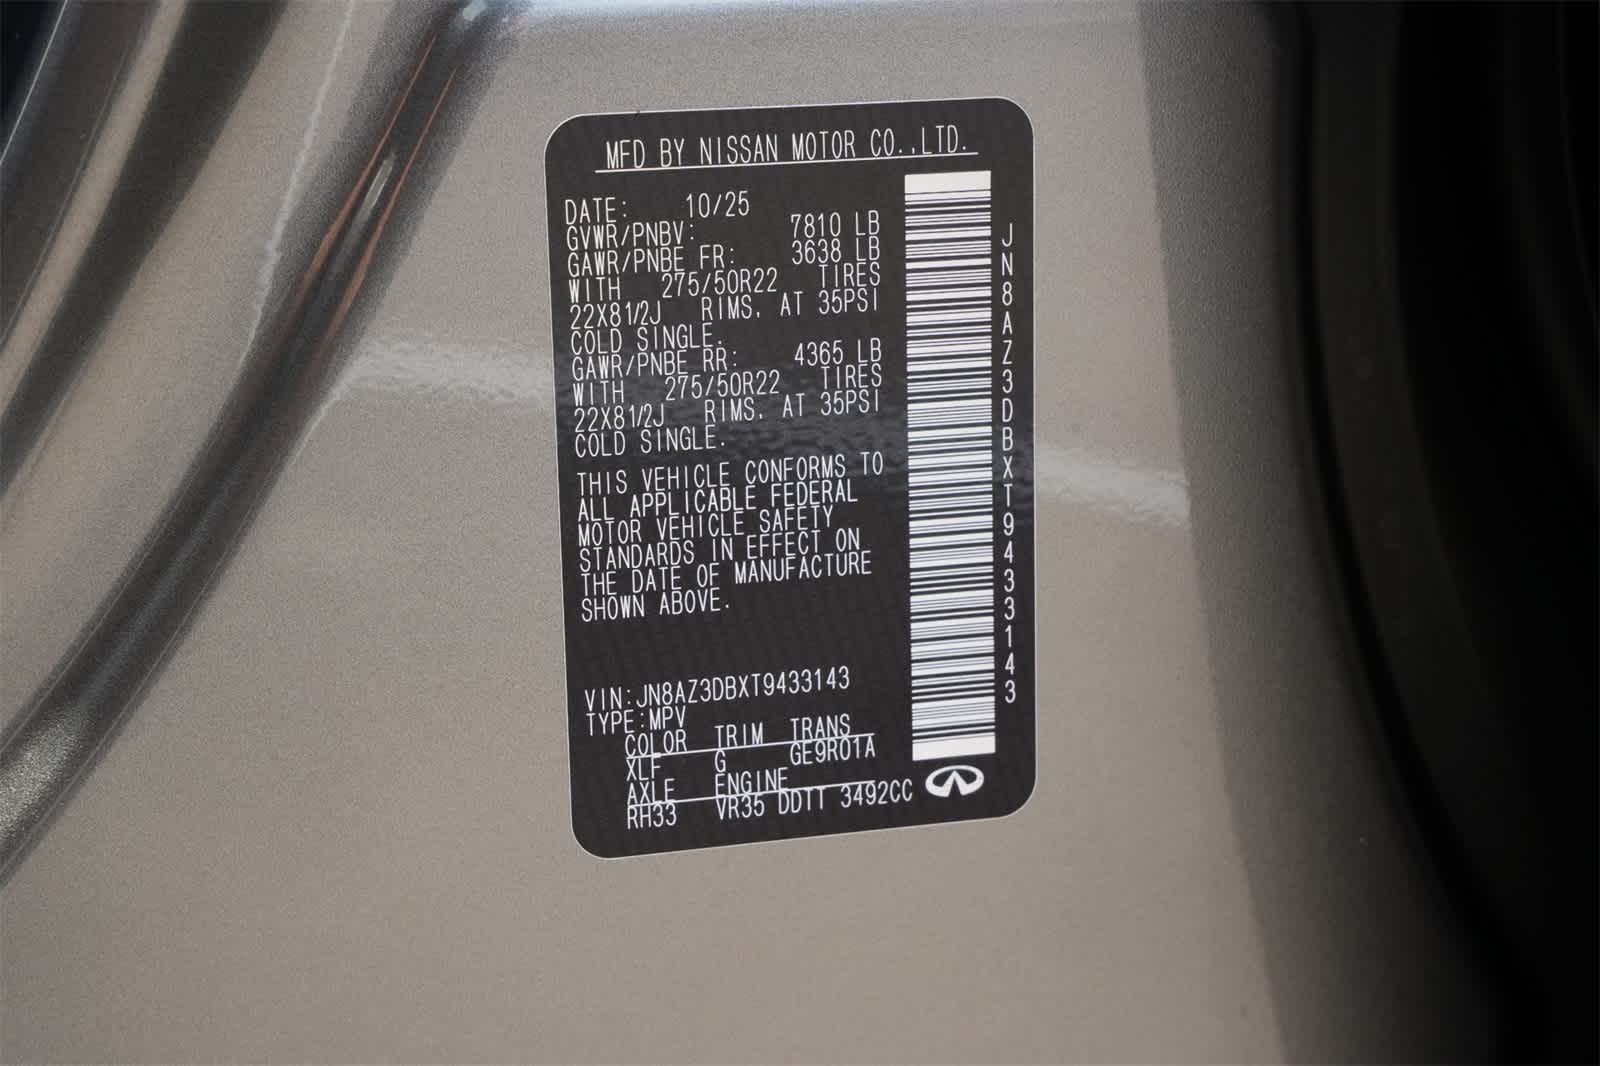 MFD BY NISSAN MOTOR CO.,LTD.
DATE: 10/25
GVWR/PNBV: 7810 LB
GAWR/PNBE FR: 3638 LB
WITH 275/50R22 TIRES
22X81/2J RIMS. AT 35PSI
COLD SINGLE.
GAWR/PNBE RR: 4365 LB
WITH 275/50R22 TIRES
22X81/2J RIMS. AT 35PSI
COLD SINGLE.
THIS VEHICLE CONFORMS TO
ALL APPLICABLE FEDERAL
MOTOR VEHICLE SAFETY
STANDARDS IN EFFECT ON
THE DATE OF MANUFACTURE
SHOWN ABOVE.
VIN:JN8AZ3DBXT9433143
TYPE:MPV
COLOR TRIM TRANS
XLF G GE9R01A
AXLE ENGINE
RH33 VR35 DDTT 3492CC
JN8AZ3DBXT9433143